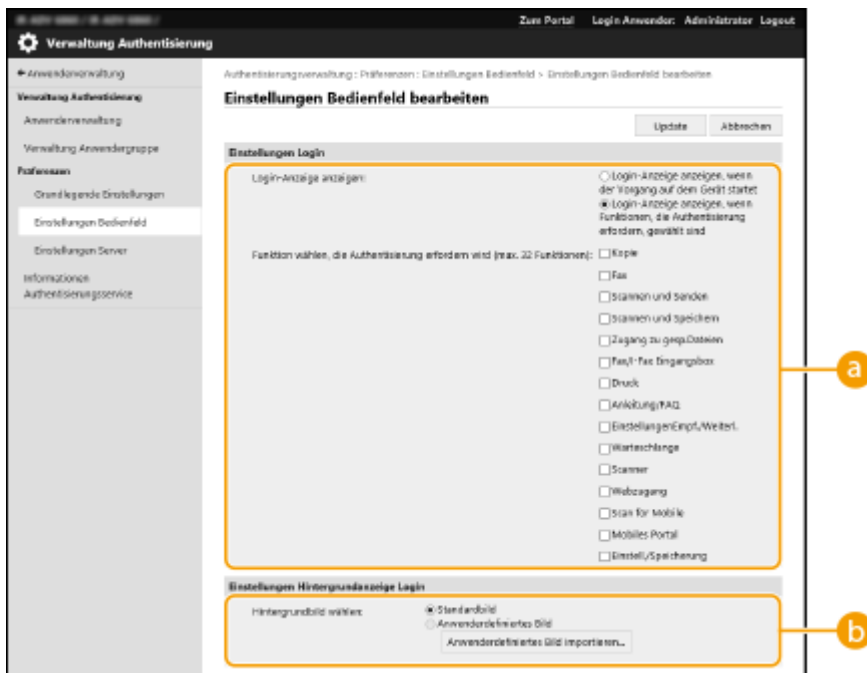 Zum Portal Login Anwender: Administrator Logout
Verwaltung Authentisierung
Anwenderverwaltung
Verwaltung Authentisierung
Anwenderverwaltung
Verwaltung Anwendergruppe
Präferenzen
Grundlegende Einstellungen
Einstellungen Bedienfeld
Einstellungen Server
Informationen
Authentisierungsservice
Authentisierungsverwaltung : Präferenzen : Einstellungen Bedienfeld > Einstellungen Bedienfeld bearbeiten
Einstellungen Bedienfeld bearbeiten
Update Abbrechen
Einstellungen Login
Login-Anzeige anzeigen:
Login-Anzeige anzeigen, wenn
der Vorgang auf dem Gerät startet
Login-Anzeige anzeigen, wenn
Funktionen, die Authentisierung
erfordern, gewählt sind
Funktion wählen, die Authentisierung erfordern wird (max. 22 Funktionen):
Kopie
Fax
Scannen und Senden
Scannen und Speichern
Zugang zu gesp.Dateien
Fax/I-Fax Eingangsbox
Druck
Anleitung/FAQ
EinstellungenEmpf./Weiterl.
Warteschlange
Scanner
Webzugang
Scan for Mobile
Mobiles Portal
Einstell./Speicherung
a
Einstellungen Hintergrundanzeige Login
Hintergrundbild wählen:
Standardbild
Anwenderdefiniertes Bild
Anwenderdefiniertes Bild importieren...
b